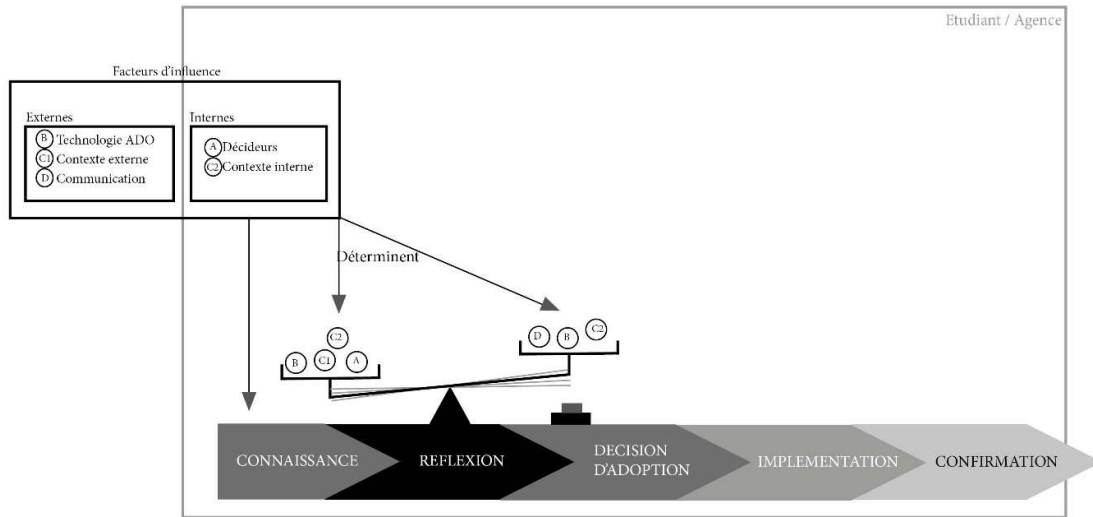 Etudiant / Agence
Facteurs d'influence
Externes
B Technologie ADO
C1 Contexte externe
D Communication
Internes
A Décideurs
C2 Contexte interne
Déterminent
C2
B C1 A
D B C2
CONNAISSANCE
REFLEXION
DECISION
D'ADOPTION
IMPLEMENTATION
CONFIRMATION